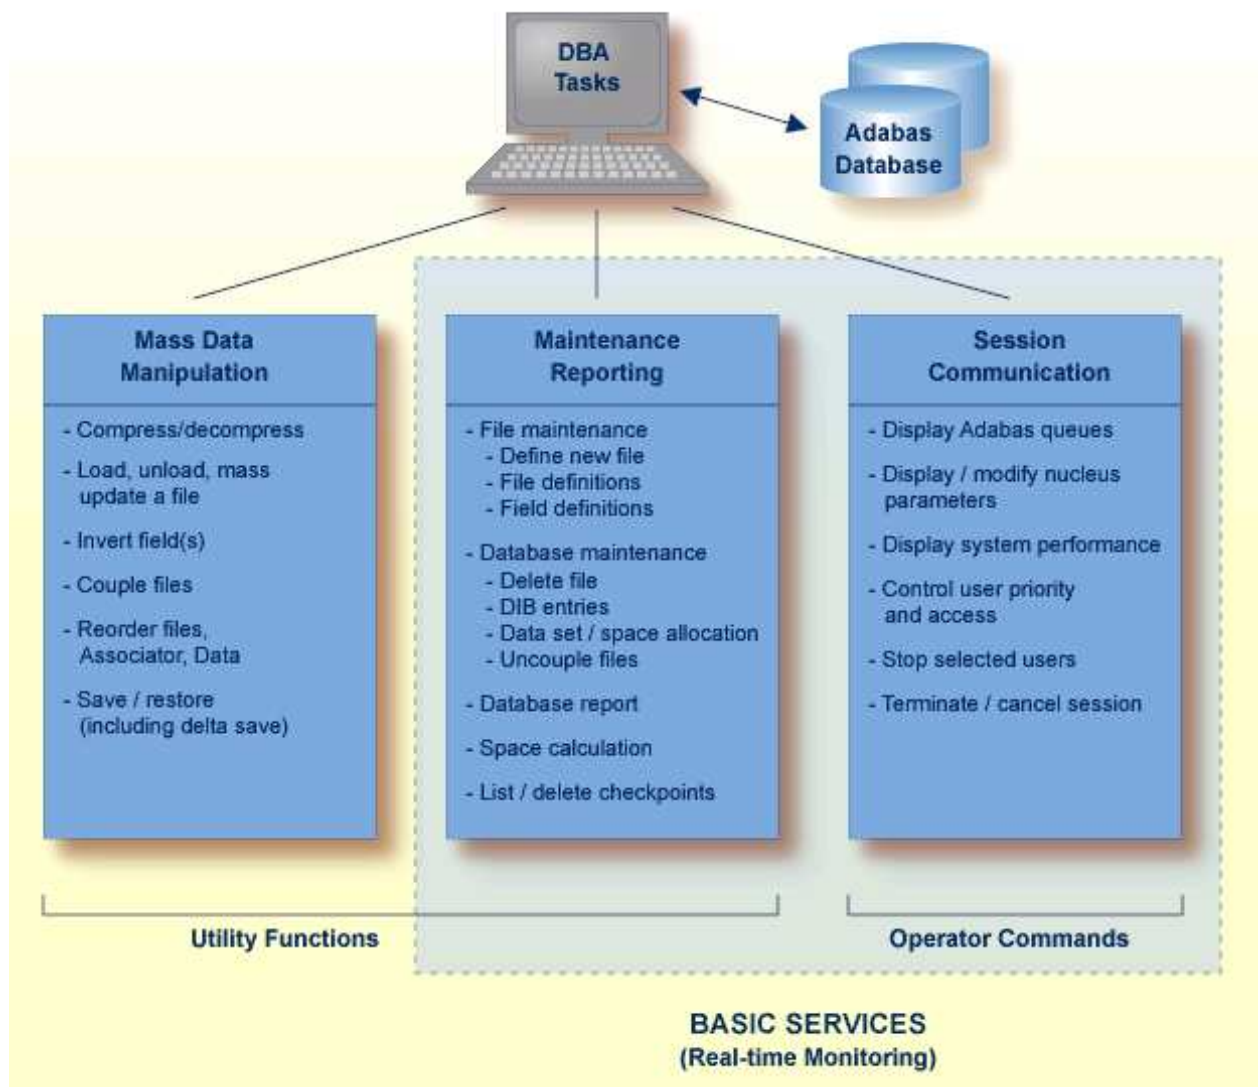 DBA
Tasks
Adabas
Database
Mass Data
Manipulation
- Compress/decompress
- Load, unload, mass
update a file
- Invert field(s)
- Couple files
- Reorder files,
Associator, Data
- Save / restore
(including delta save)
Maintenance
Reporting
- File maintenance
- Define new file
- File definitions
- Field definitions
- Database maintenance
- Delete file
- DIB entries
- Data set / space allocation
- Uncouple files
- Database report
- Space calculation
- List / delete checkpoints
Session
Communication
- Display Adabas queues
- Display / modify nucleus
parameters
- Display system performance
- Control user priority
and access
- Stop selected users
- Terminate / cancel session
Utility Functions
Operator Commands
BASIC SERVICES
(Real-time Monitoring)